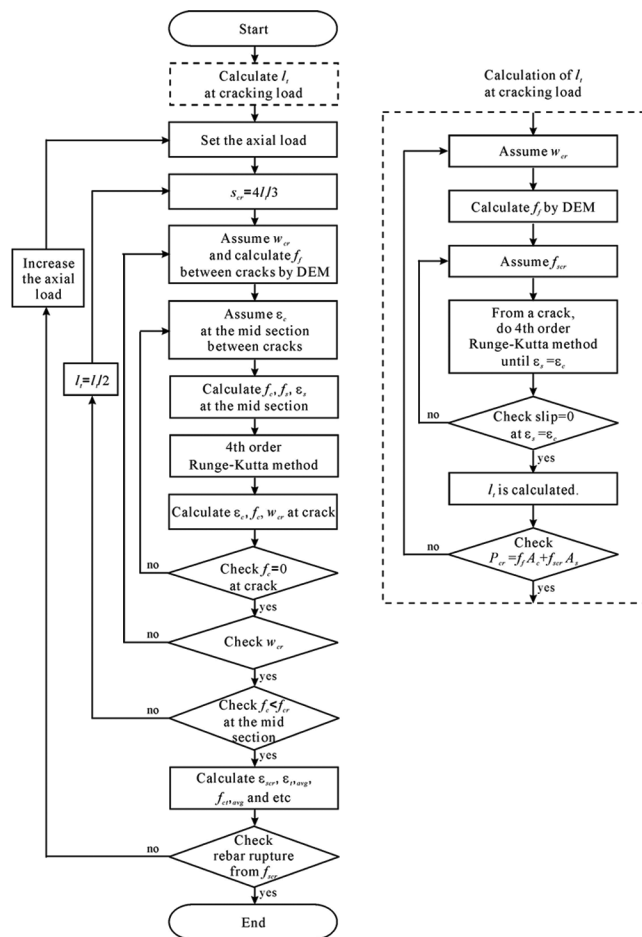 Start
Calculate lₜ
at cracking load
Set the axial load
s_cr=4lₜ/3
Assume w_cr
and calculate f_f
between cracks by DEM
Assume ε_c
at the mid section
between cracks
Calculate f_c, f_s, ε_s
at the mid section
4th order
Runge-Kutta method
Calculate ε_c, f_c, w_cr at crack
Check f_c=0
at crack
no
yes
Check w_cr
no
yes
Check f_c<f_cr
at the mid
section
no
yes
Calculate ε_scr, ε_t,avg,
f_ct,avg and etc
Check
rebar rupture
from f_scr
no
yes
End
Increase
the axial
load
lₜ=lₜ/2
Calculation of lₜ
at cracking load
Assume w_cr
Calculate f_f by DEM
Assume f_scr
From a crack,
do 4th order
Runge-Kutta method
until ε_s=ε_c
Check slip=0
at ε_s=ε_c
no
yes
lₜ is calculated.
Check
P_cr=f_f A_c+f_scr A_s
no
yes